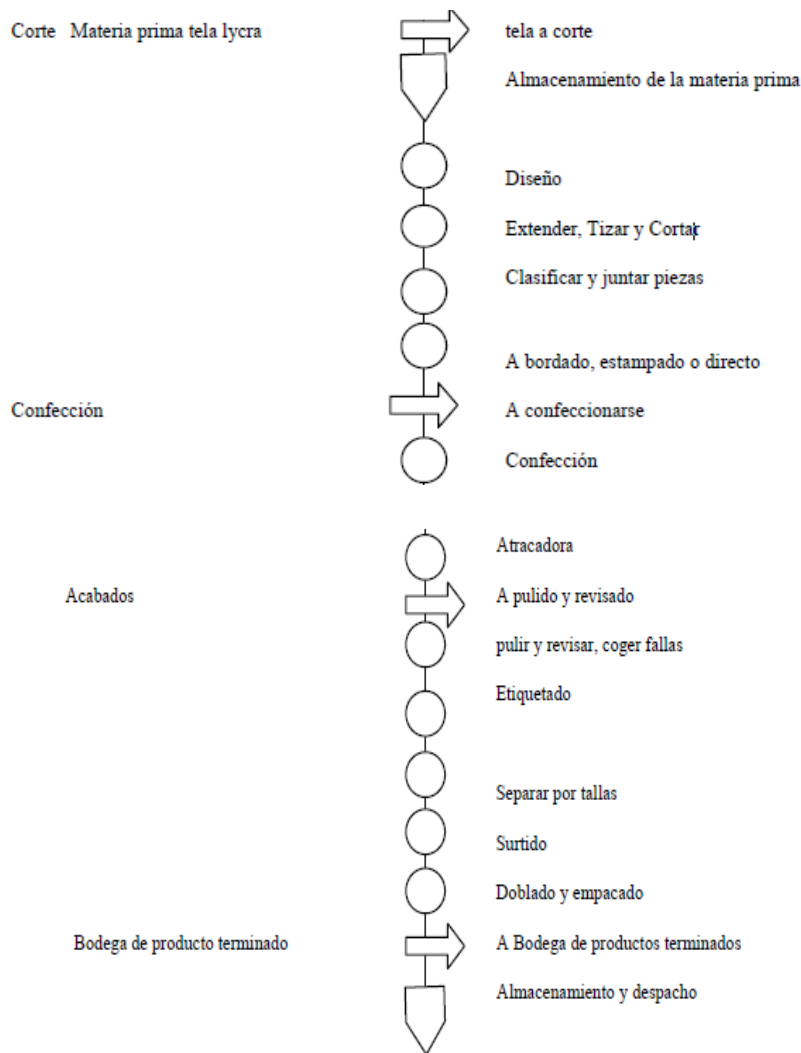 Corte Materia prima tela lycra tela a corte
Almacenamiento de la materia prima
Diseño
Extender, Tizar y Cortar
Clasificar y juntar piezas
A bordado, estampado o directo
Confección A confeccionarse
Confección
Atracadora
Acabados A pulido y revisado
pulir y revisar, coger fallas
Etiquetado
Separar por tallas
Surtido
Doblado y empacado
Bodega de producto terminado A Bodega de productos terminados
Almacenamiento y despacho